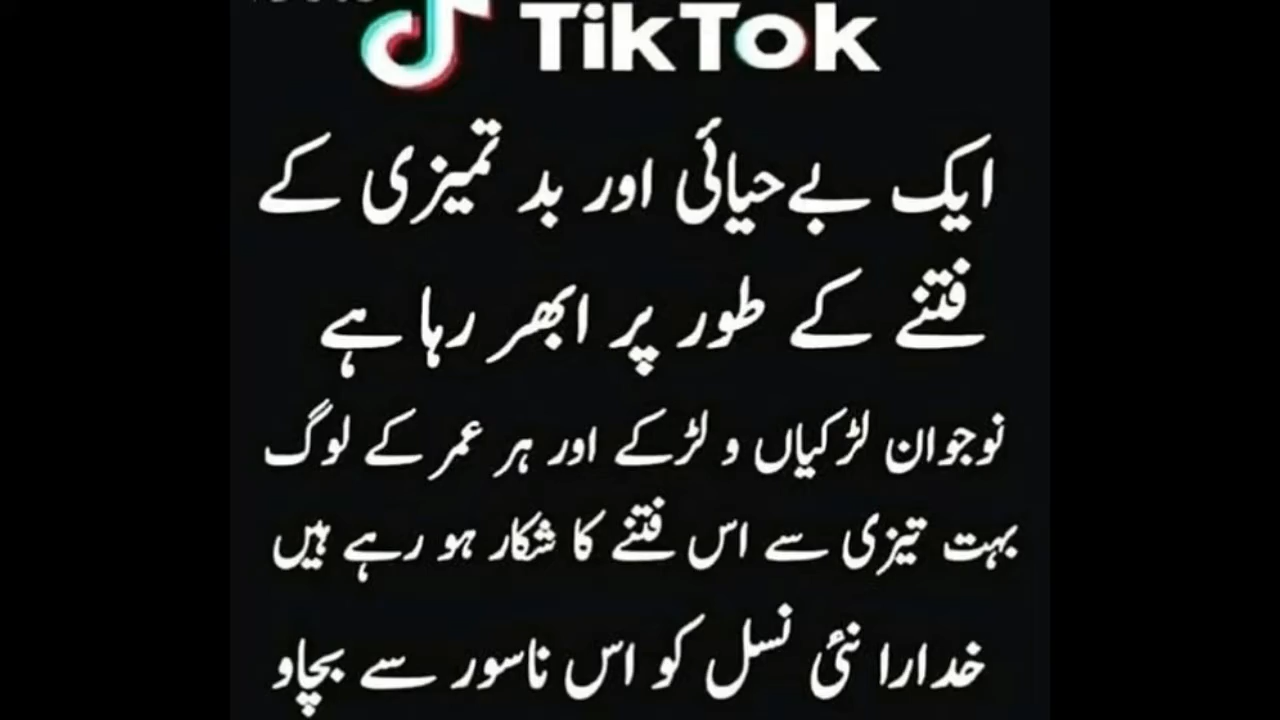 TikTok
ایک بےحیائی اور بد تمیزی کے
فتنے کے طور پر ابھر رہا ہے
نوجوان لڑکیاں و لڑکے اور ہر عمر کے لوگ
بہت تیزی سے اس فتنے کا شکار ہو رہے ہیں
خدارا نئی نسل کو اس ناسور سے بچاو